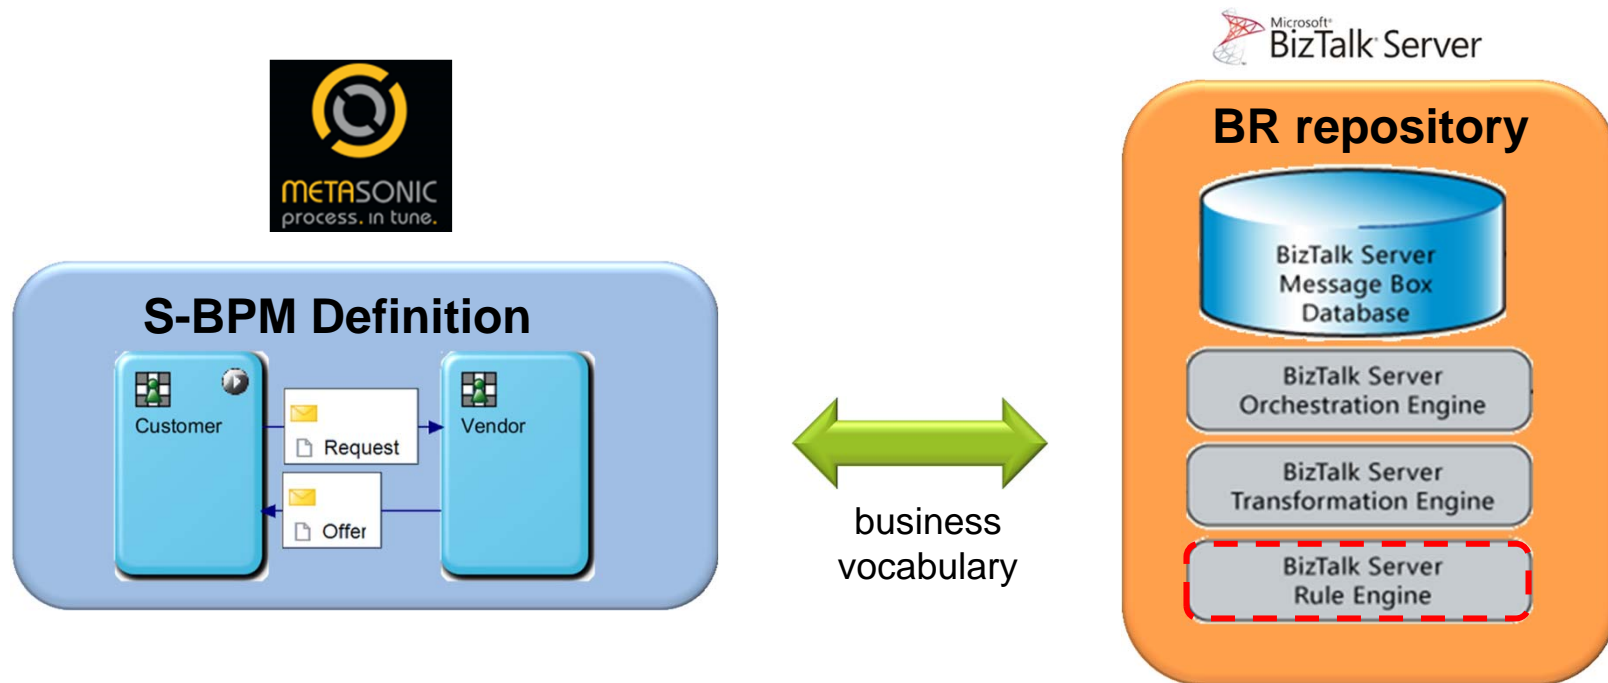 METASONIC
process. in tune.
S-BPM Definition
Customer
Request
Offer
Vendor
business
vocabulary
Microsoft®
BizTalk® Server
BR repository
BizTalk Server
Message Box
Database
BizTalk Server
Orchestration Engine
BizTalk Server
Transformation Engine
BizTalk Server
Rule Engine